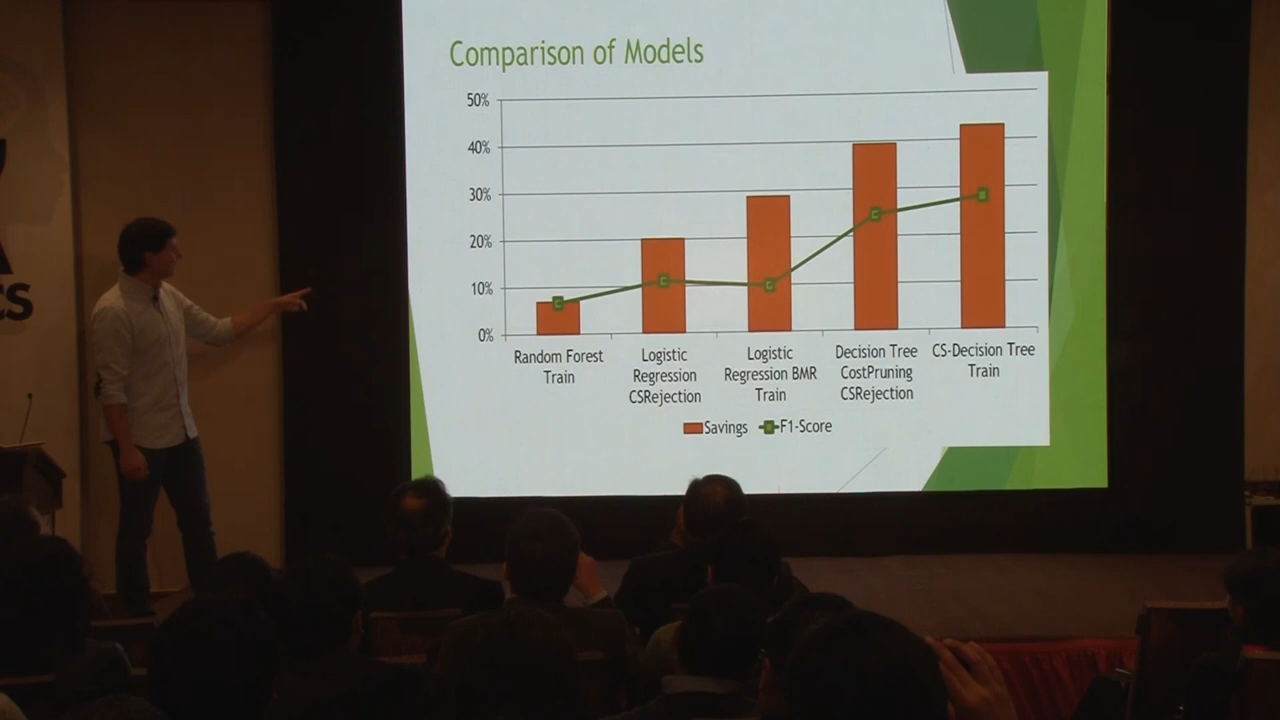 Comparison of Models
50%
40%
30%
20%
10%
0%
Random Forest
Train
Logistic
Regression
CSRejection
Logistic
Regression BMR
Train
Decision Tree
CostPruning
CSRejection
CS-Decision Tree
Train
Savings
F1-Score